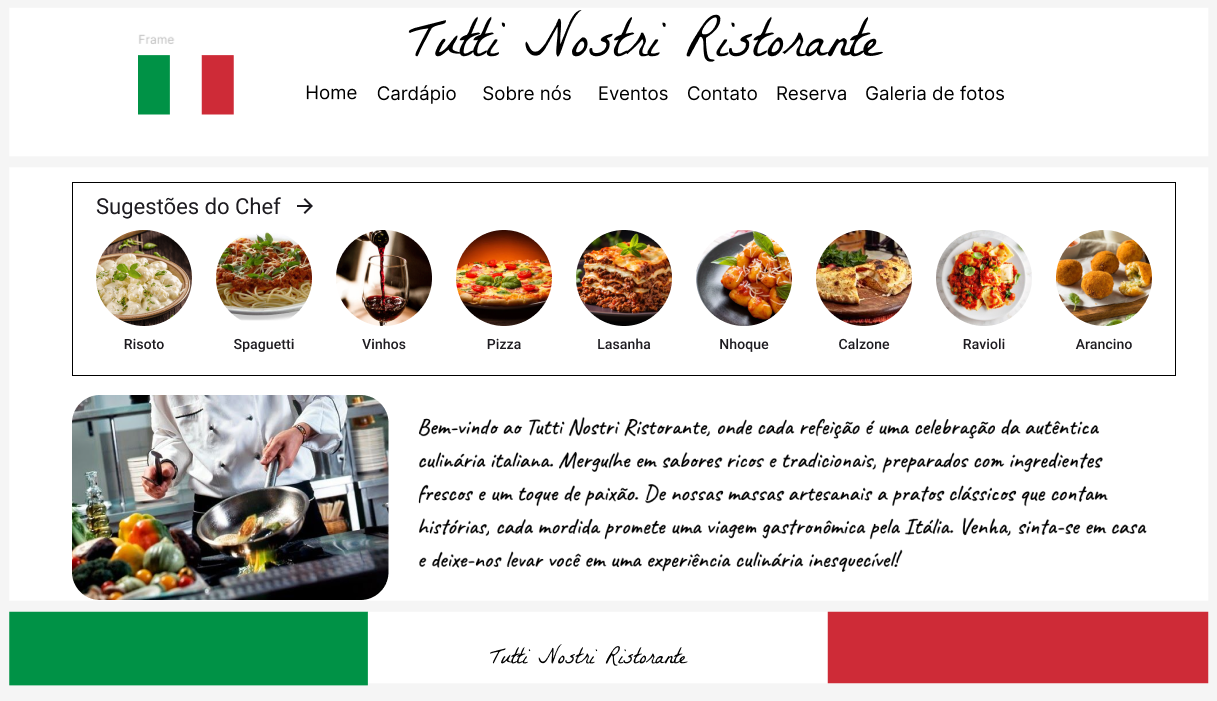 Tutti Nostri Ristorante
Frame
Home Cardápio Sobre nós Eventos Contato Reserva Galeria de fotos
Sugestões do Chef →
Risoto Spaguetti Vinhos Pizza Lasanha Nhoque Calzone Ravioli Arancino
Bem-vindo ao Tutti Nostri Ristorante, onde cada refeição é uma celebração da autêntica
culinária italiana. Mergulhe em sabores ricos e tradicionais, preparados com ingredientes
frescos e um toque de paixão. De nossas massas artesanais a pratos clássicos que contam
histórias, cada mordida promete uma viagem gastronômica pela Itália. Venha, sinta-se em casa
e deixe-nos levar você em uma experiência culinária inesquecível!
Tutti Nostri Ristorante